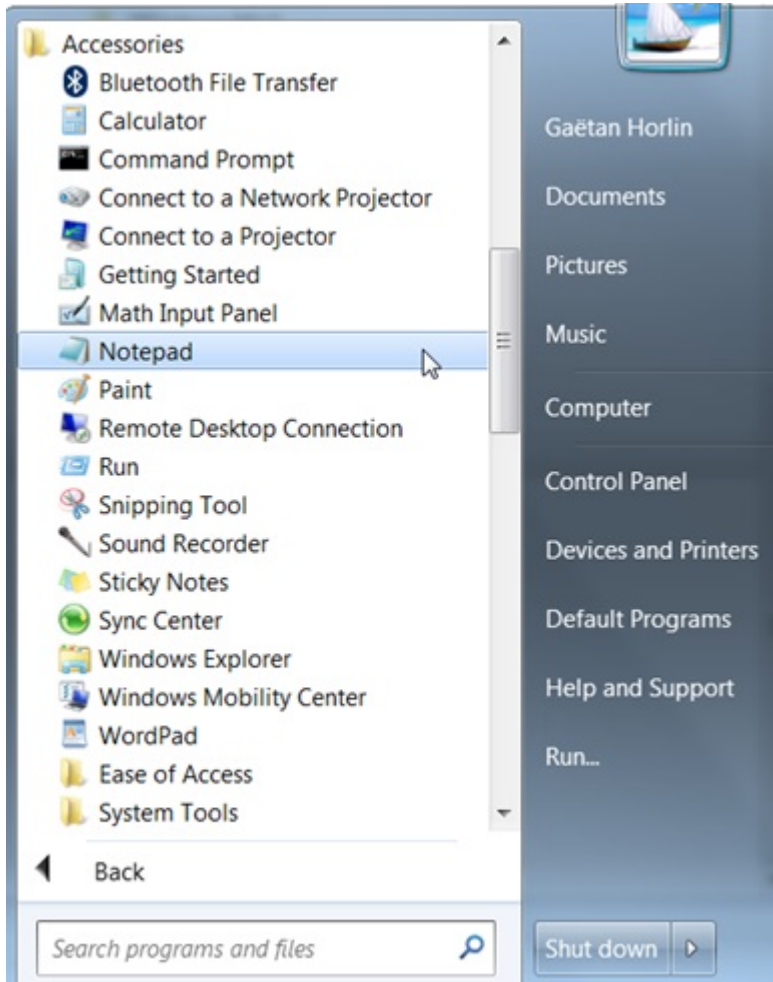 Accessories
Bluetooth File Transfer
Calculator
Command Prompt
Connect to a Network Projector
Connect to a Projector
Getting Started
Math Input Panel
Notepad
Paint
Remote Desktop Connection
Run
Snipping Tool
Sound Recorder
Sticky Notes
Sync Center
Windows Explorer
Windows Mobility Center
WordPad
Ease of Access
System Tools
Back
Search programs and files
Gaëtan Horlin
Documents
Pictures
Music
Computer
Control Panel
Devices and Printers
Default Programs
Help and Support
Run...
Shut down